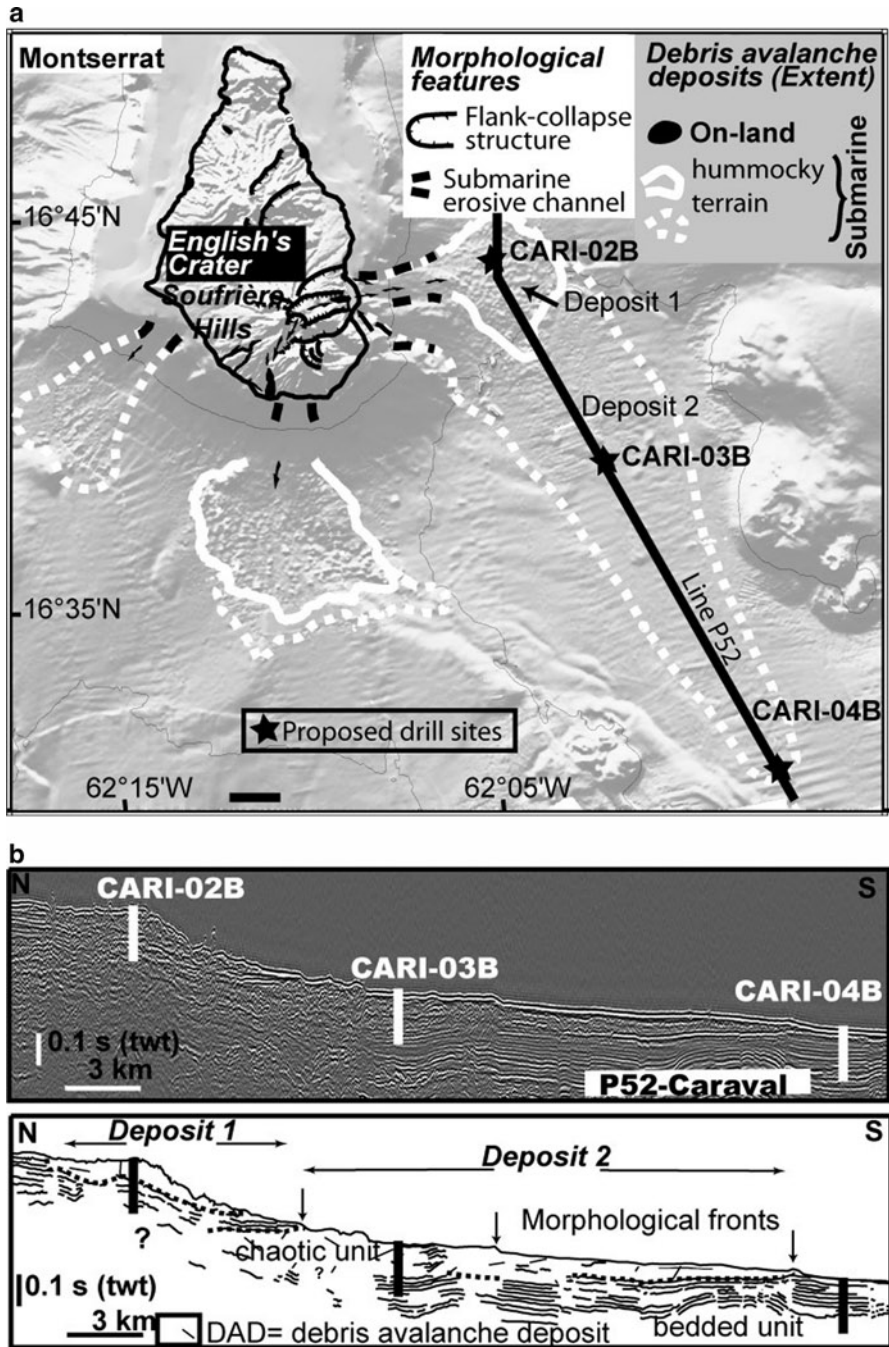 a
Montserrat
Morphological
features
Flank-collapse
structure
Submarine
erosive channel
Debris avalanche
deposits (Extent)
On-land
hummocky
terrain
Submarine
16°45'N
English's
Crater
Soufrière
Hills
CARI-02B
Deposit 1
Deposit 2
CARI-03B
16°35'N
Line P52
CARI-04B
Proposed drill sites
62°15'W
62°05'W
b
N
S
CARI-02B
CARI-03B
CARI-04B
0.1 s (twt)
3 km
P52-Caraval
N
S
Deposit 1
Deposit 2
Morphological fronts
?
chaotic unit
?
0.1 s (twt)
3 km
bedded unit
DAD= debris avalanche deposit